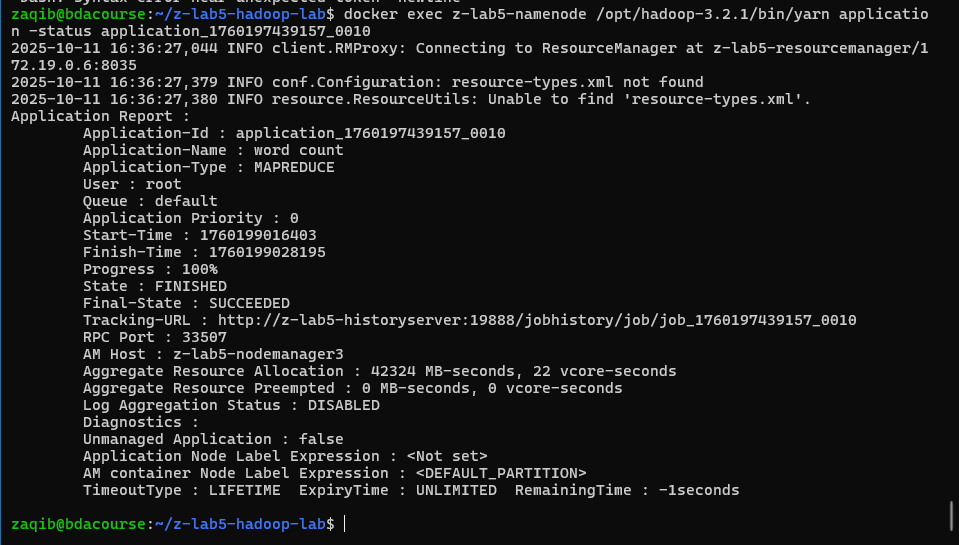 zaqib@bdacourse:~/z-lab5-hadoop-lab$ docker exec z-lab5-namenode /opt/hadoop-3.2.1/bin/yarn applicatio
n -status application_1760197439157_0010
2025-10-11 16:36:27,044 INFO client.RMProxy: Connecting to ResourceManager at z-lab5-resourcemanager/1
72.19.0.6:8035
2025-10-11 16:36:27,379 INFO conf.Configuration: resource-types.xml not found
2025-10-11 16:36:27,380 INFO resource.ResourceUtils: Unable to find 'resource-types.xml'.
Application Report :
Application-Id : application_1760197439157_0010
Application-Name : word count
Application-Type : MAPREDUCE
User : root
Queue : default
Application Priority : 0
Start-Time : 1760199016403
Finish-Time : 1760199028195
Progress : 100%
State : FINISHED
Final-State : SUCCEEDED
Tracking-URL : http://z-lab5-historyserver:19888/jobhistory/job/job_1760197439157_0010
RPC Port : 33507
AM Host : z-lab5-nodemanager3
Aggregate Resource Allocation : 42324 MB-seconds, 22 vcore-seconds
Aggregate Resource Preempted : 0 MB-seconds, 0 vcore-seconds
Log Aggregation Status : DISABLED
Diagnostics :
Unmanaged Application : false
Application Node Label Expression : <Not set>
AM container Node Label Expression : <DEFAULT_PARTITION>
TimeoutType : LIFETIME  ExpiryTime : UNLIMITED  RemainingTime : -1seconds
zaqib@bdacourse:~/z-lab5-hadoop-lab$